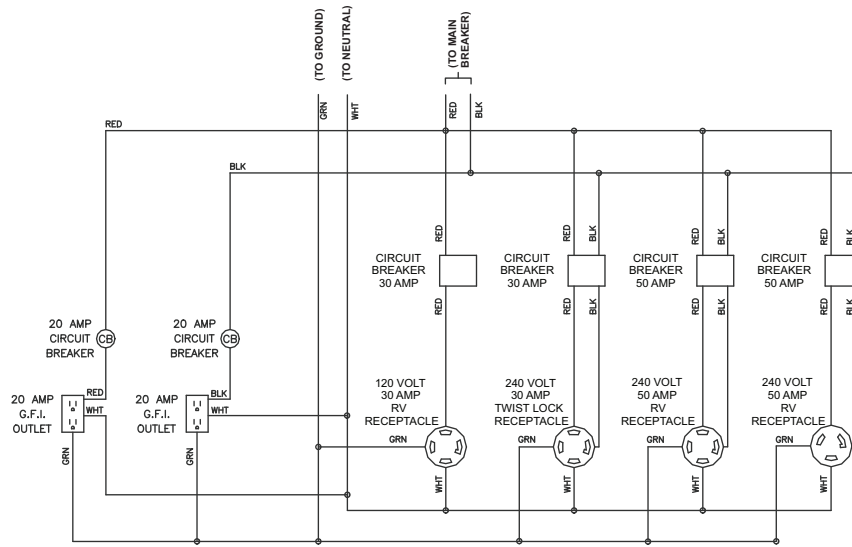 (TO GROUND)
(TO NEUTRAL)
(TO MAIN
BREAKER)
GRN
WHT
RED
BLK
RED
BLK
RED
RED
BLK
RED
BLK
RED
BLK
CIRCUIT
BREAKER
30 AMP
CIRCUIT
BREAKER
30 AMP
CIRCUIT
BREAKER
50 AMP
CIRCUIT
BREAKER
50 AMP
RED
RED
BLK
RED
BLK
RED
BLK
20 AMP
CIRCUIT
BREAKER
CB
20 AMP
CIRCUIT
BREAKER
CB
20 AMP
G.F.I.
OUTLET
RED
WHT
GRN
20 AMP
G.F.I.
OUTLET
BLK
WHT
GRN
120 VOLT
30 AMP
RV
RECEPTACLE
GRN
WHT
240 VOLT
30 AMP
TWIST LOCK
RECEPTACLE
GRN
WHT
240 VOLT
50 AMP
RV
RECEPTACLE
GRN
WHT
240 VOLT
50 AMP
RV
RECEPTACLE
GRN
WHT